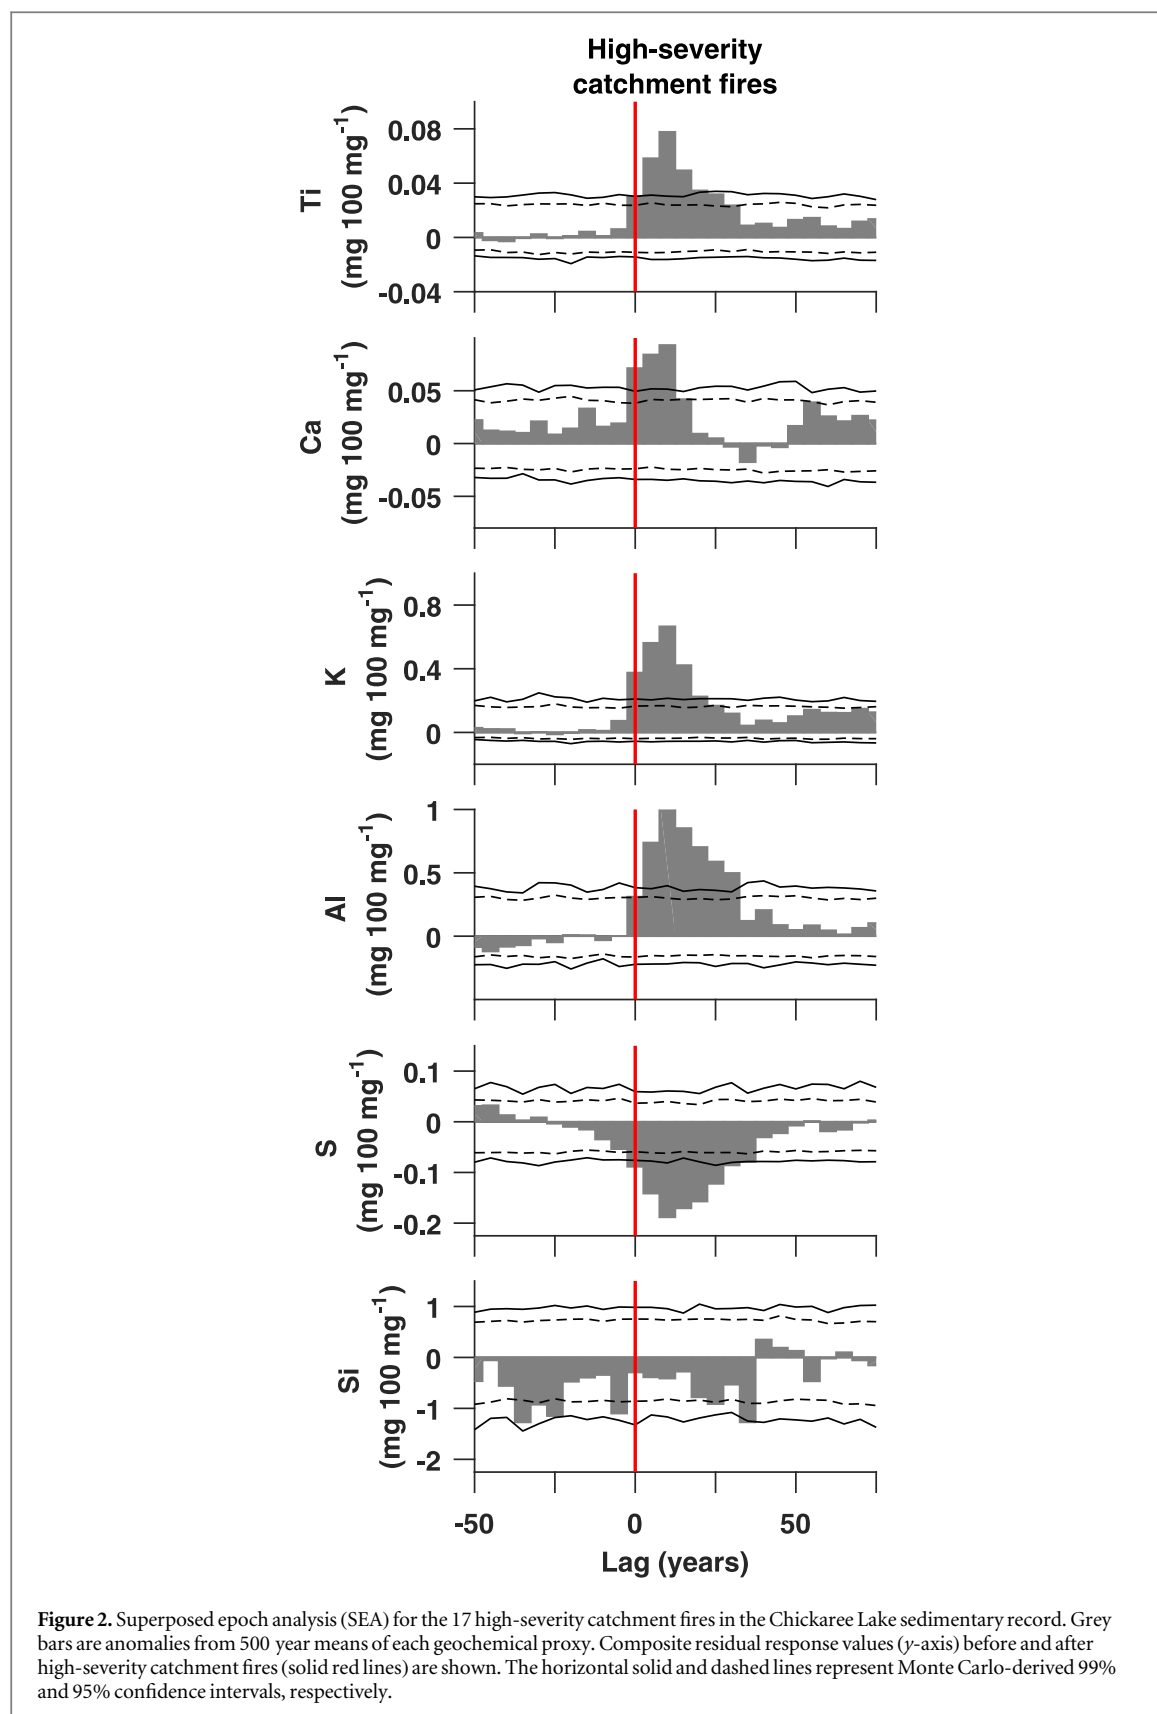 High-severity
catchment fires
Ti
(mg 100 mg-1)
0.08
0.04
0
-0.04
Ca
(mg 100 mg-1)
0.05
0
-0.05
K
(mg 100 mg-1)
0.8
0.4
0
Al
(mg 100 mg-1)
1
0.5
0
S
(mg 100 mg-1)
0.1
0
-0.1
-0.2
Si
(mg 100 mg-1)
1
0
-1
-2
-50 0 50
Lag (years)
Figure 2. Superposed epoch analysis (SEA) for the 17 high-severity catchment fires in the Chickaree Lake sedimentary record. Grey
bars are anomalies from 500 year means of each geochemical proxy. Composite residual response values (y-axis) before and after
high-severity catchment fires (solid red lines) are shown. The horizontal solid and dashed lines represent Monte Carlo-derived 99%
and 95% confidence intervals, respectively.